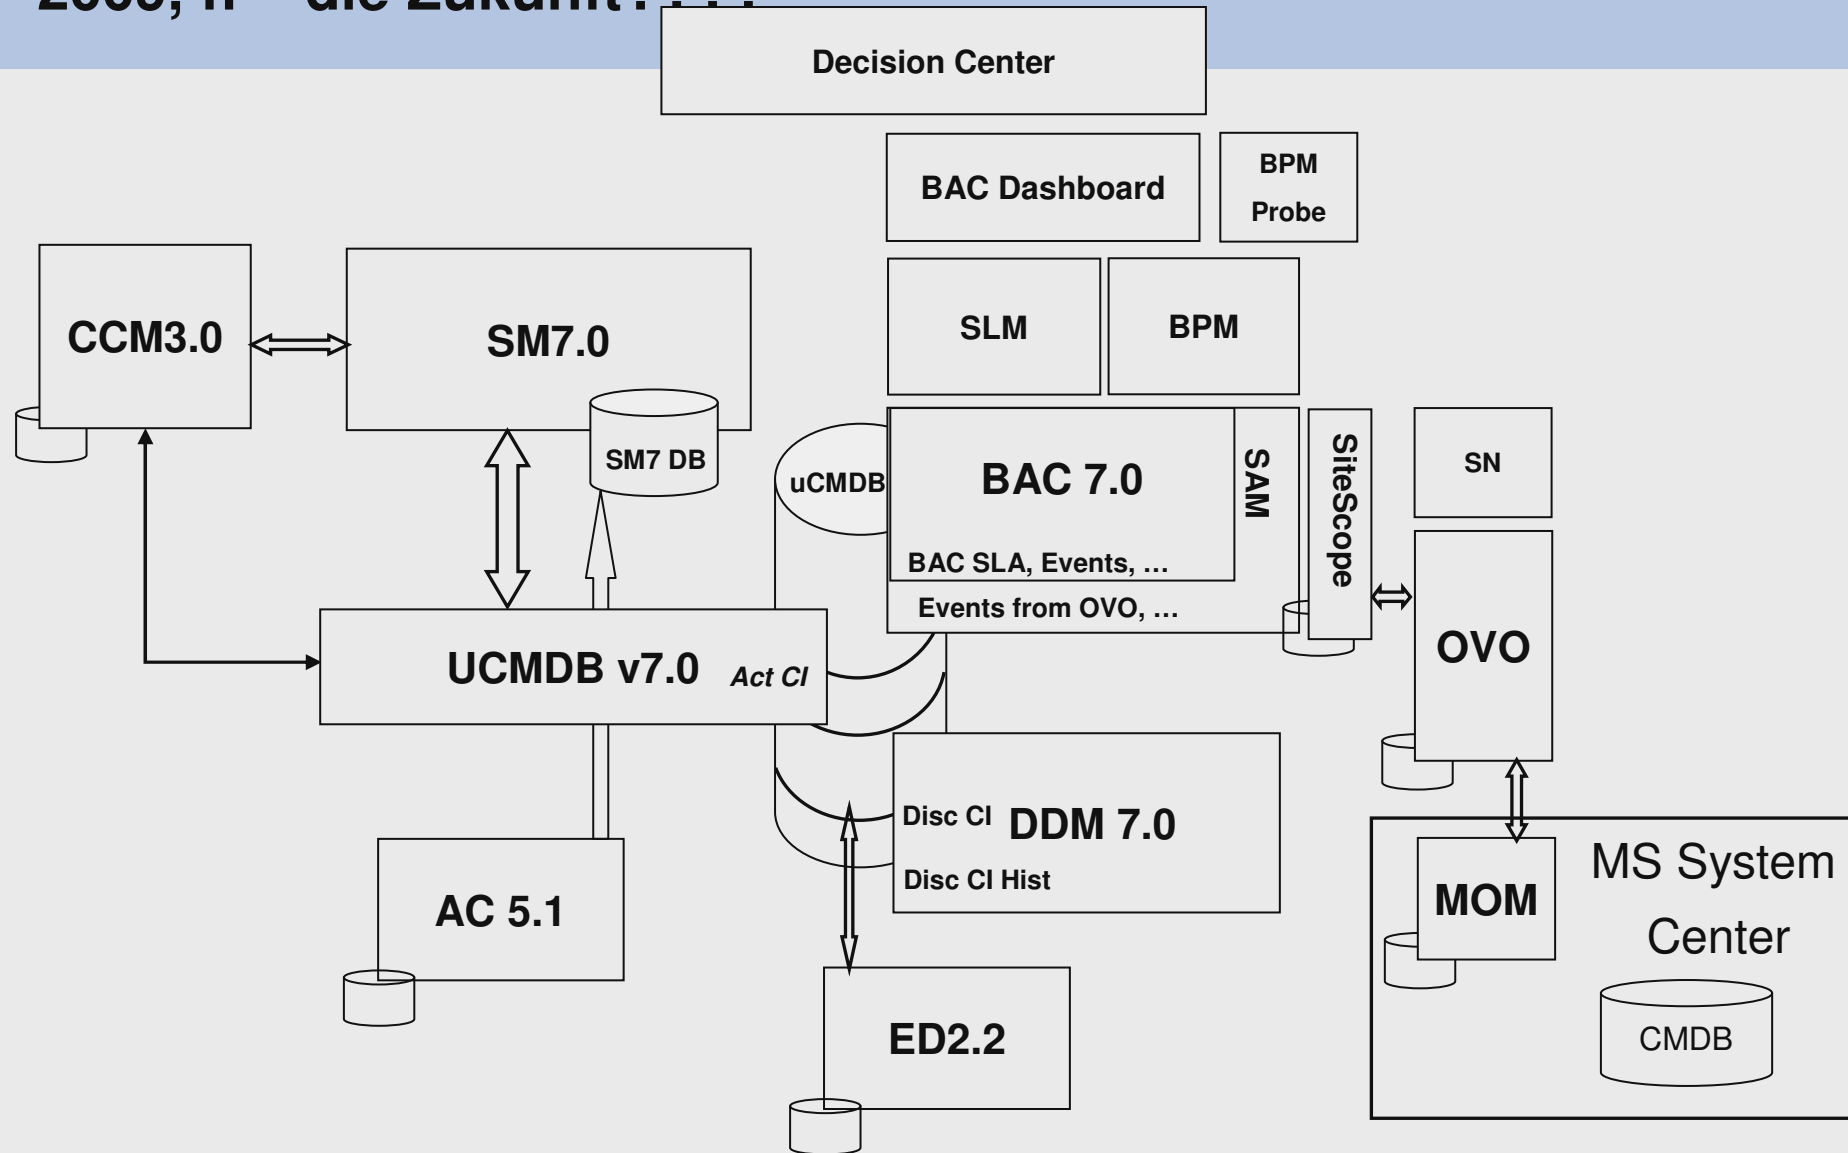 die Zukunft
Decision Center
BAC Dashboard
BPM
Probe
CCM3.0
SM7.0
SM7 DB
SLM
BPM
uCMDB
BAC 7.0
SAM
BAC SLA, Events, …
Events from OVO, …
SiteScope
SN
OVO
UCMDB v7.0
Act CI
Disc CI
DDM 7.0
Disc CI Hist
AC 5.1
ED2.2
MOM
MS System
Center
CMDB